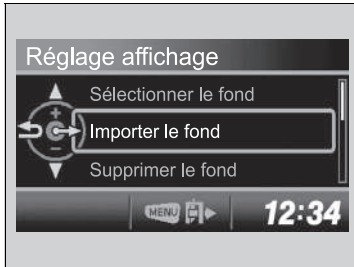 Réglage affichage
Sélectionner le fond
Importer le fond
Supprimer le fond
MENU
12:34